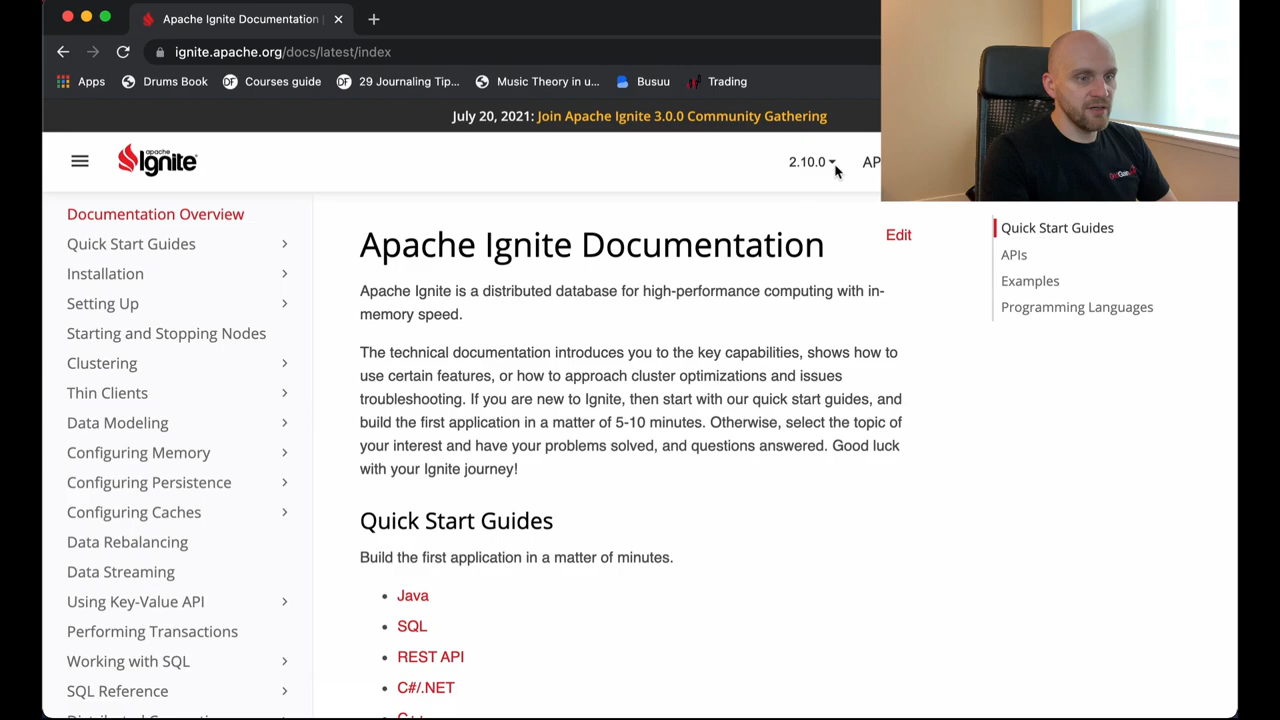 Apache Ignite Documentation
ignite.apache.org/docs/latest/index
Apps
Drums Book
Courses guide
29 Journaling Tip...
Music Theory in u...
Busuu
Trading
July 20, 2021: Join Apache Ignite 3.0.0 Community Gathering
apache
Ignite
2.10.0
AP
Documentation Overview
Quick Start Guides
Installation
Setting Up
Starting and Stopping Nodes
Clustering
Thin Clients
Data Modeling
Configuring Memory
Configuring Persistence
Configuring Caches
Data Rebalancing
Data Streaming
Using Key-Value API
Performing Transactions
Working with SQL
SQL Reference
Apache Ignite Documentation
Edit
Apache Ignite is a distributed database for high-performance computing with in-
memory speed.
The technical documentation introduces you to the key capabilities, shows how to
use certain features, or how to approach cluster optimizations and issues
troubleshooting. If you are new to Ignite, then start with our quick start guides, and
build the first application in a matter of 5-10 minutes. Otherwise, select the topic of
your interest and have your problems solved, and questions answered. Good luck
with your Ignite journey!
Quick Start Guides
Build the first application in a matter of minutes.
Java
SQL
REST API
C#/.NET
C++
Quick Start Guides
APIs
Examples
Programming Languages